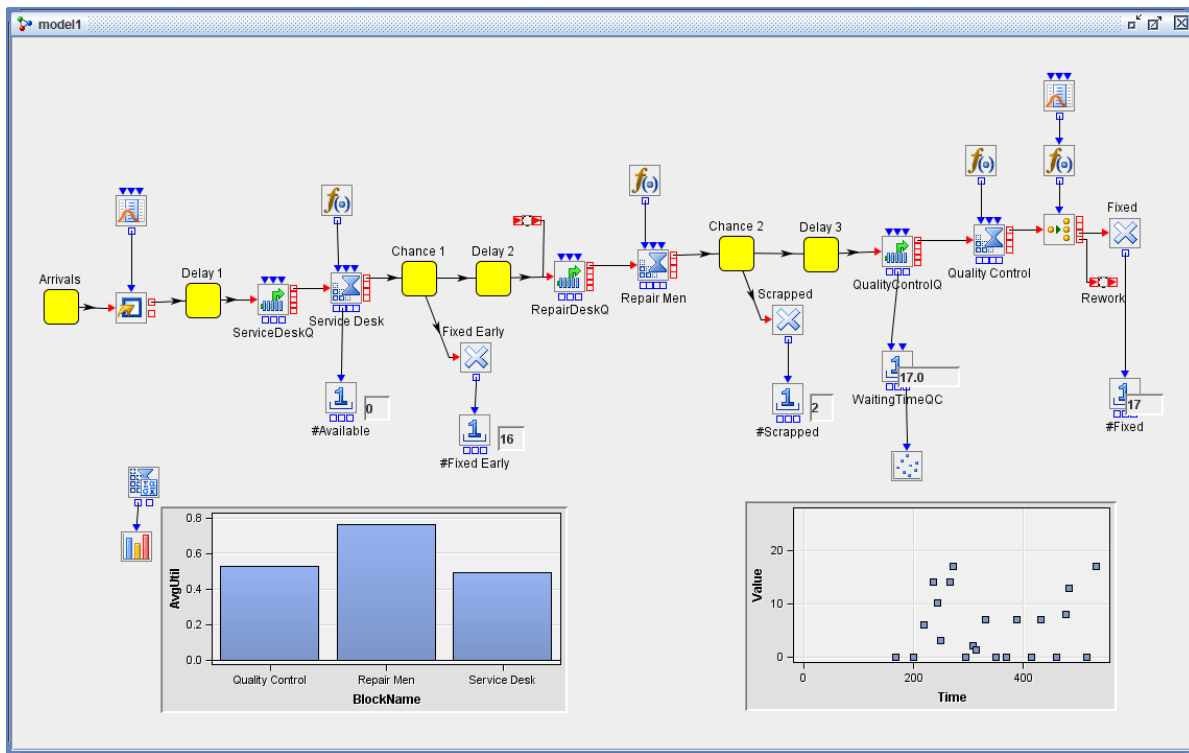 model1
Arrivals
Delay 1
ServiceDeskQ
Service Desk
Chance 1
Delay 2
Fixed Early
RepairDeskQ
Repair Men
Chance 2
Delay 3
Scrapped
QualityControlQ
Quality Control
Fixed
Rework
0
#Available
16
#Fixed Early
2
#Scrapped
17.0
WaitingTimeQC
17
#Fixed
AvgUtil
0.8
0.6
0.4
0.2
0.0
Quality Control
Repair Men
Service Desk
BlockName
Value
20
10
0
0
200
400
Time